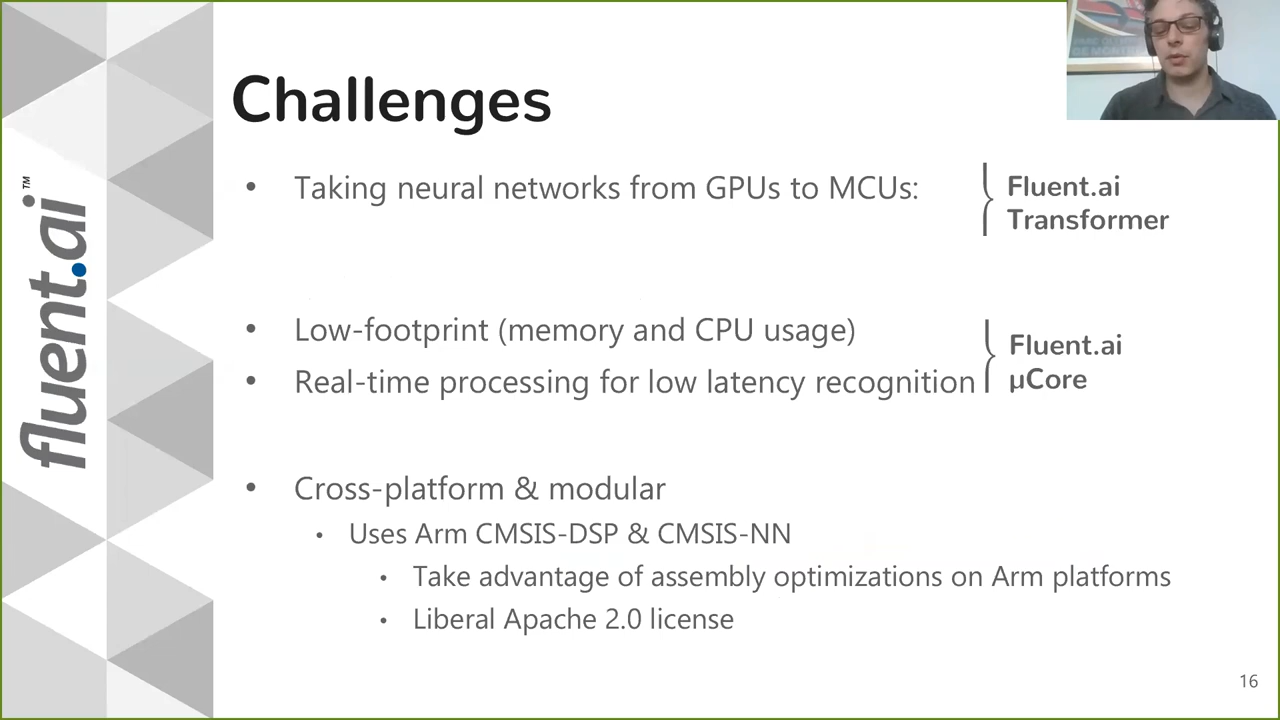 fluent.ai™
Challenges
• Taking neural networks from GPUs to MCUs:
Fluent.ai
Transformer
• Low-footprint (memory and CPU usage)
• Real-time processing for low latency recognition
Fluent.ai
µCore
• Cross-platform & modular
• Uses Arm CMSIS-DSP & CMSIS-NN
• Take advantage of assembly optimizations on Arm platforms
• Liberal Apache 2.0 license
16